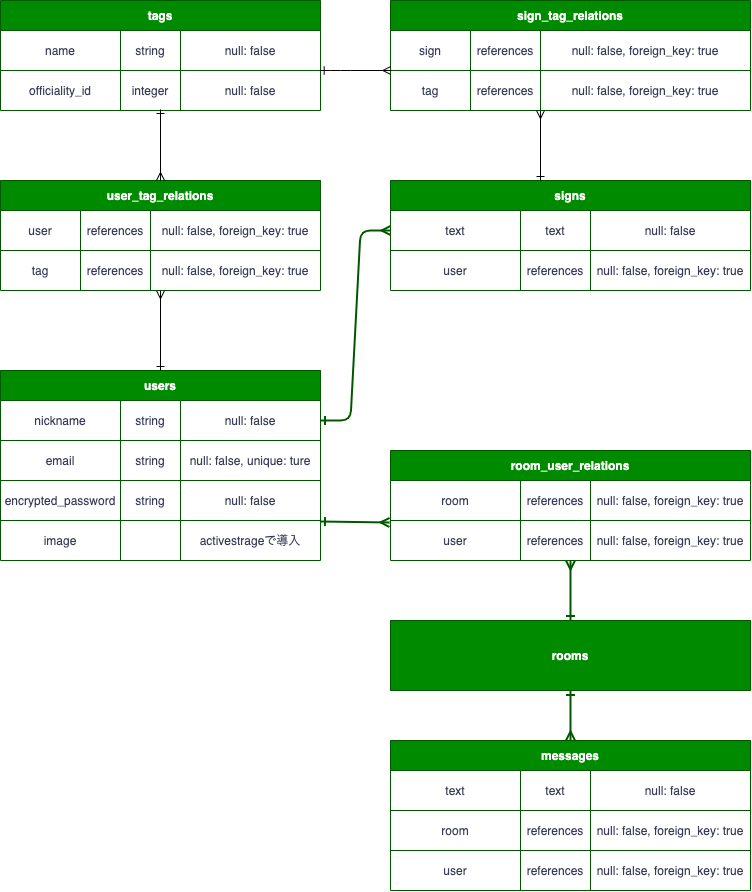 tags
name string null: false
officiality_id integer null: false
sign_tag_relations
sign references null: false, foreign_key: true
tag references null: false, foreign_key: true
user_tag_relations
user references null: false, foreign_key: true
tag references null: false, foreign_key: true
signs
text text null: false
user references null: false, foreign_key: true
users
nickname string null: false
email string null: false, unique: ture
encrypted_password string null: false
image activestrageで導入
room_user_relations
room references null: false, foreign_key: true
user references null: false, foreign_key: true
rooms
messages
text text null: false
room references null: false, foreign_key: true
user references null: false, foreign_key: true